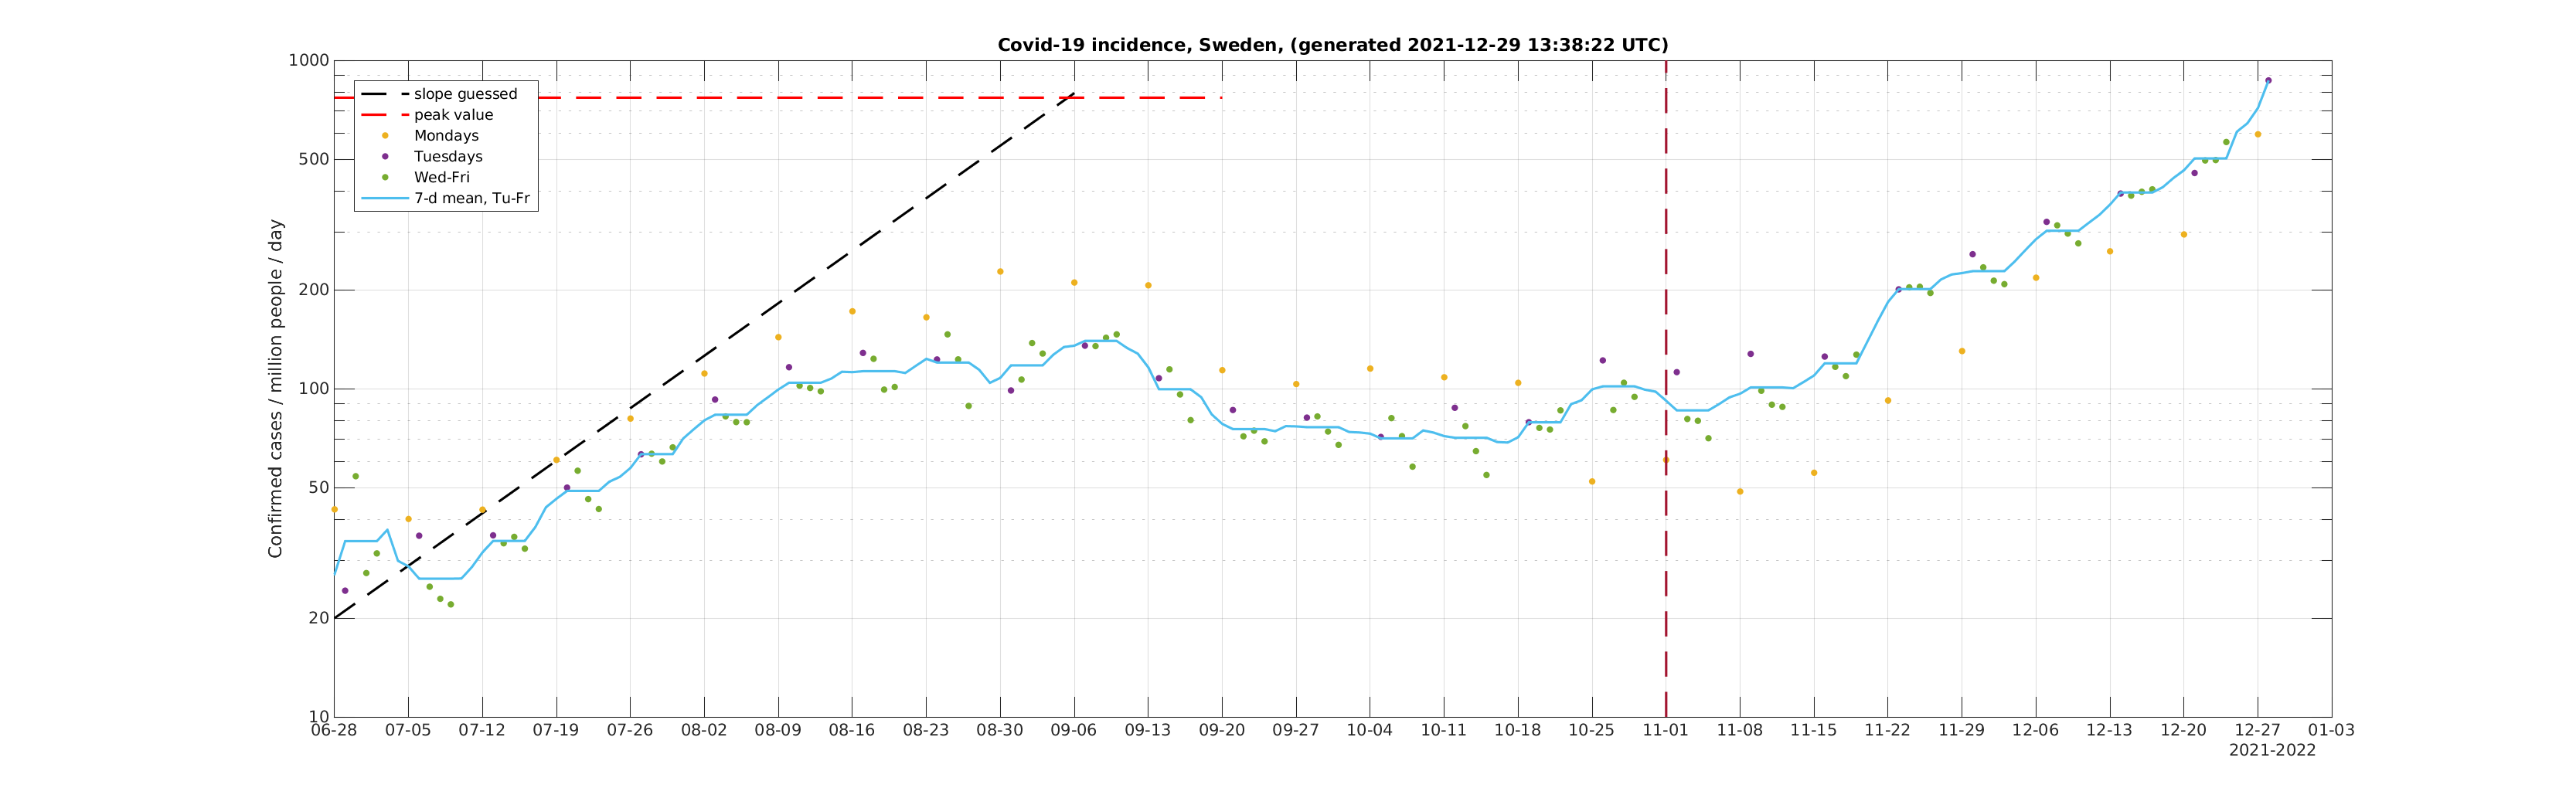 Covid-19 incidence, Sweden, (generated 2021-12-29 13:38:22 UTC)
Confirmed cases / million people / day
1000
500
200
100
50
20
10
slope guessed
peak value
Mondays
Tuesdays
Wed-Fri
7-d mean, Tu-Fr
06-28 07-05 07-12 07-19 07-26 08-02 08-09 08-16 08-23 08-30 09-06 09-13 09-20 09-27 10-04 10-11 10-18 10-25 11-01 11-08 11-15 11-22 11-29 12-06 12-13 12-20 12-27 01-03
2021-2022